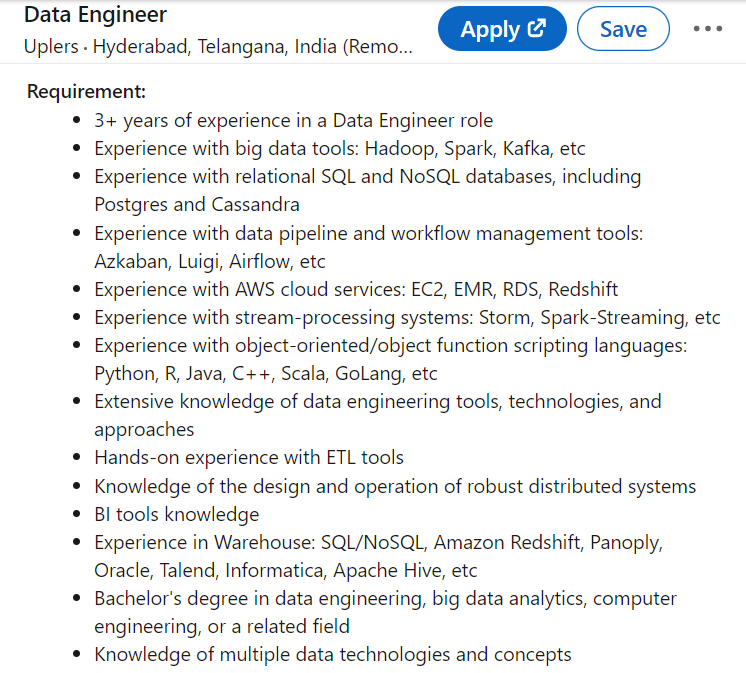 Data Engineer
Apply
Save
Uplers · Hyderabad, Telangana, India (Remo...
Requirement:
• 3+ years of experience in a Data Engineer role
• Experience with big data tools: Hadoop, Spark, Kafka, etc
• Experience with relational SQL and NoSQL databases, including
Postgres and Cassandra
• Experience with data pipeline and workflow management tools:
Azkaban, Luigi, Airflow, etc
• Experience with AWS cloud services: EC2, EMR, RDS, Redshift
• Experience with stream-processing systems: Storm, Spark-Streaming, etc
• Experience with object-oriented/object function scripting languages:
Python, R, Java, C++, Scala, GoLang, etc
• Extensive knowledge of data engineering tools, technologies, and
approaches
• Hands-on experience with ETL tools
• Knowledge of the design and operation of robust distributed systems
• BI tools knowledge
• Experience in Warehouse: SQL/NoSQL, Amazon Redshift, Panoply,
Oracle, Talend, Informatica, Apache Hive, etc
• Bachelor's degree in data engineering, big data analytics, computer
engineering, or a related field
• Knowledge of multiple data technologies and concepts